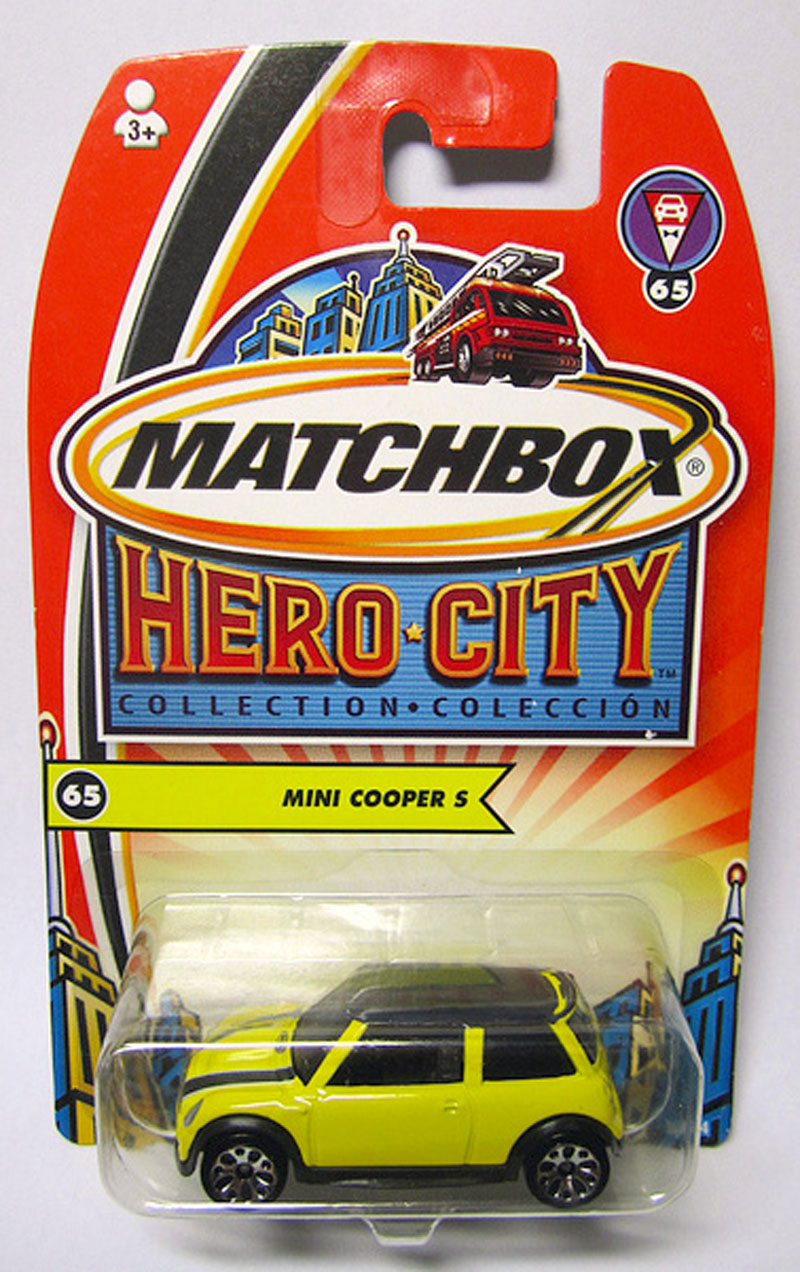 3+
65
MATCHBOX®
HERO CITY™
COLLECTION • COLECCIÓN
65 MINI COOPER S